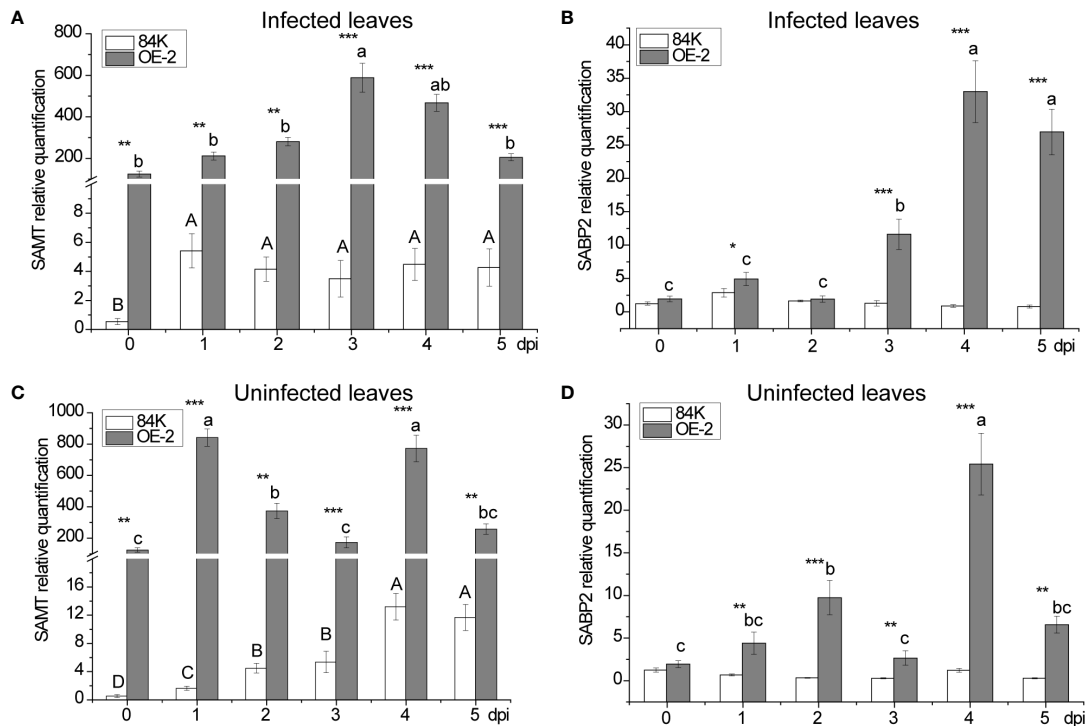 A
Infected leaves
SAMT relative quantification
84K
OE-2
800
600
400
200
10
8
6
4
2
0
** b
** b
** b
*** a
*** ab
*** b
B
A
A
A
A
A
0 1 2 3 4 5 dpi
B
Infected leaves
SABP2 relative quantification
84K
OE-2
40
35
30
25
20
15
10
5
0
c
* c
c
*** b
*** a
*** a
0 1 2 3 4 5 dpi
C
Uninfected leaves
SAMT relative quantification
84K
OE-2
1000
800
600
400
200
16
12
8
4
0
** c
*** a
** b
*** c
*** a
** bc
D
C
B
B
A
A
0 1 2 3 4 5 dpi
D
Uninfected leaves
SABP2 relative quantification
84K
OE-2
30
25
20
15
10
5
0
c
** bc
*** b
** c
*** a
** bc
0 1 2 3 4 5 dpi